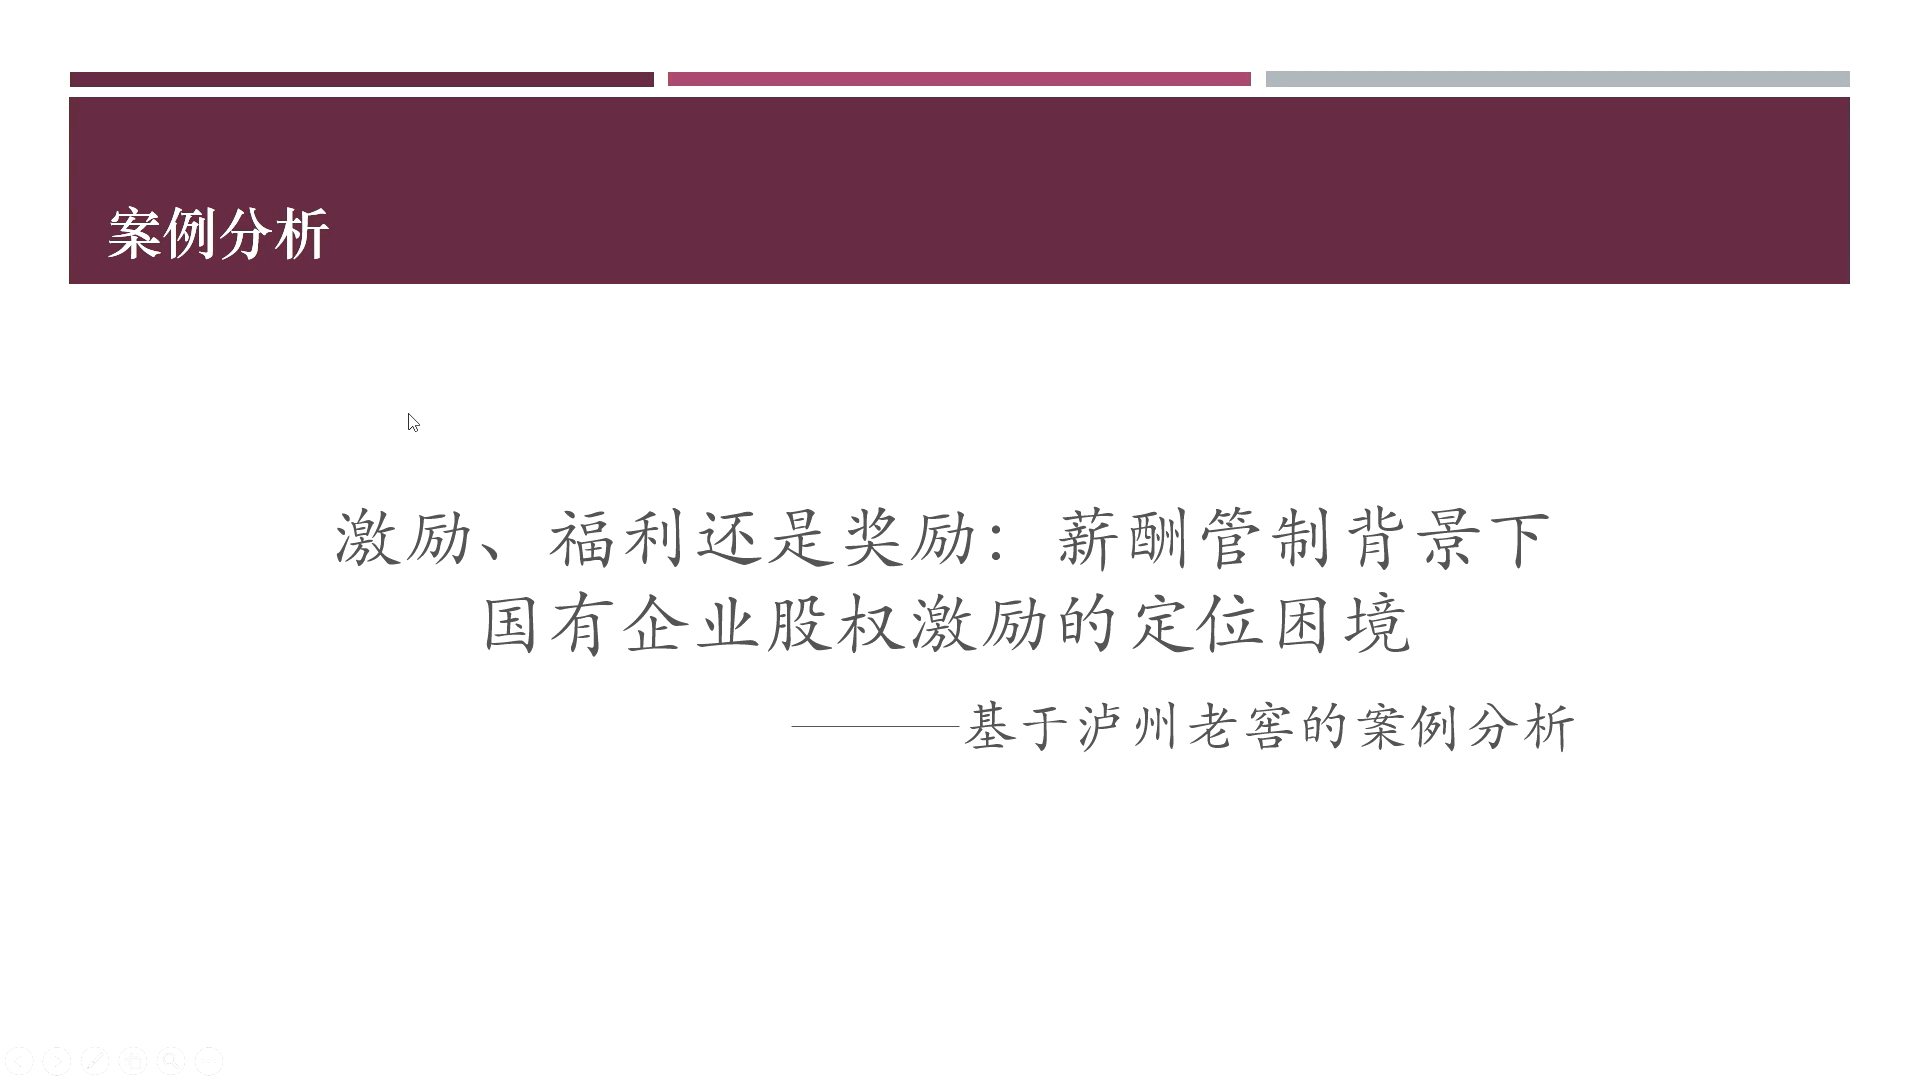 案例分析
激励、福利还是奖励：薪酬管制背景下
国有企业股权激励的定位困境
———基于泸州老窖的案例分析